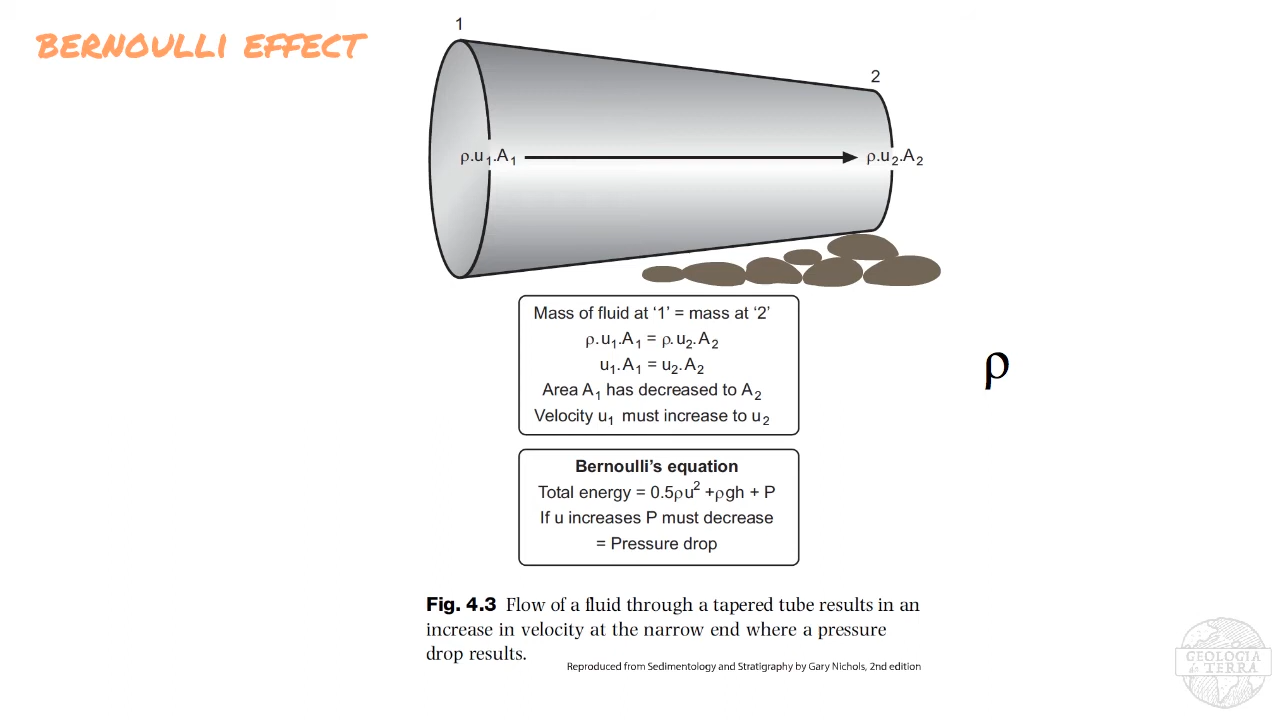 BERNOULLI EFFECT
1
2
ρ.u₁.A₁
ρ.u₂.A₂
Mass of fluid at ‘1’ = mass at ‘2’
ρ.u₁.A₁ = ρ.u₂.A₂
u₁.A₁ = u₂.A₂
Area A₁ has decreased to A₂
Velocity u₁ must increase to u₂
ρ
Bernoulli’s equation
Total energy = 0.5ρu² +ρgh + P
If u increases P must decrease
= Pressure drop
Fig. 4.3 Flow of a fluid through a tapered tube results in an
increase in velocity at the narrow end where a pressure
drop results.
Reproduced from Sedimentology and Stratigraphy by Gary Nichols, 2nd edition
GEOLOGIA
da TERRA